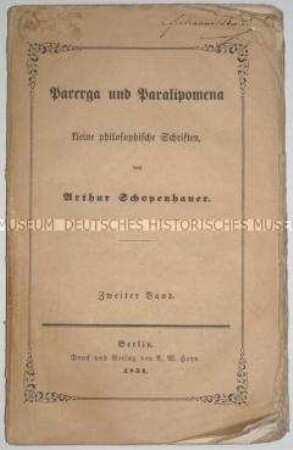 Parerga und Paralipomena
kleine philosophische Schriften,
von
Arthur Schopenhauer.
MUSEUM DEUTSCHES HISTORISCHES MUSEUM
Zweiter Band.
Berlin.
Druck und Verlag von A. W. Hayn.
1851.